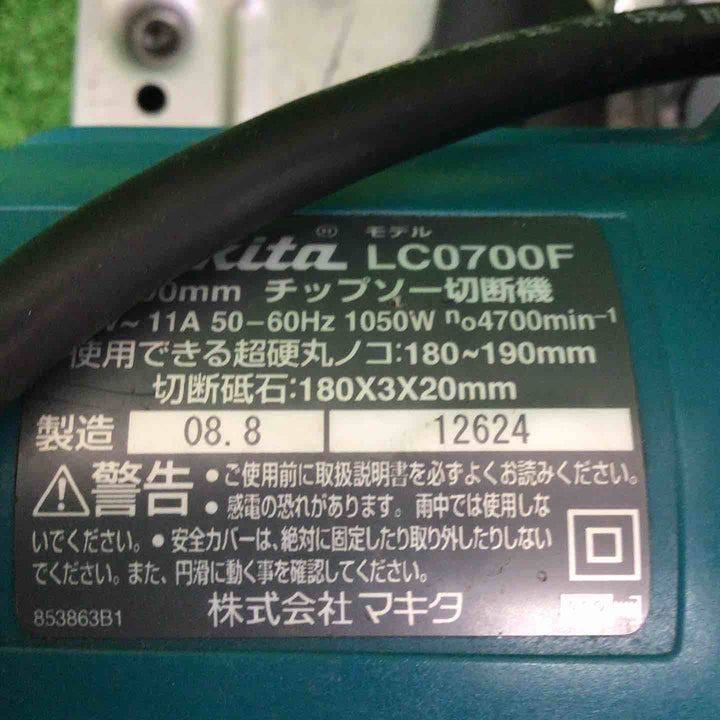 モデル
LC0700F
チップソー切断機
11A 50-60Hz 1050W n₀4700min⁻¹
使用できる超硬丸ノコ:180~190mm
切断砥石:180X3X20mm
製造 08.8 12624
警告 ・ご使用前に取扱説明書を必ずよくお読みください。
・感電の恐れがあります。雨中では使用しな
いでください。・安全カバーは、絶対に固定したり取り外したりしない
でください。また、円滑に動く事を確認してください。
853863B1 株式会社 マキタ